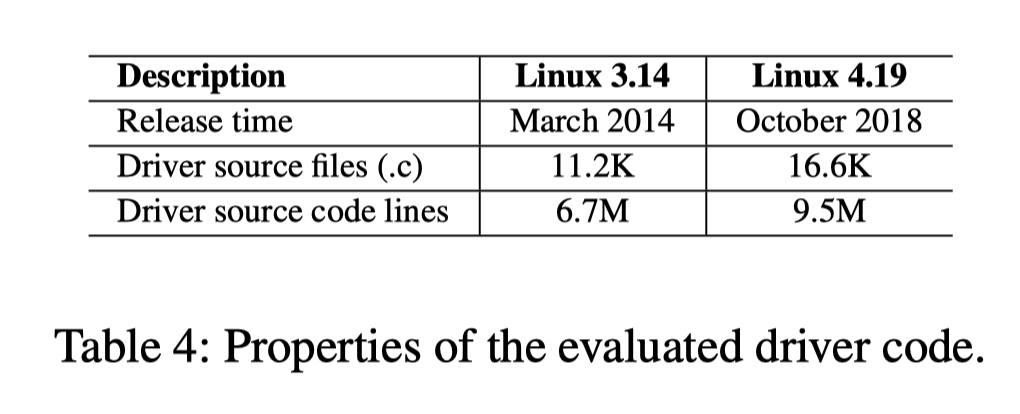 Description Linux 3.14 Linux 4.19
Release time March 2014 October 2018
Driver source files (.c) 11.2K 16.6K
Driver source code lines 6.7M 9.5M
Table 4: Properties of the evaluated driver code.